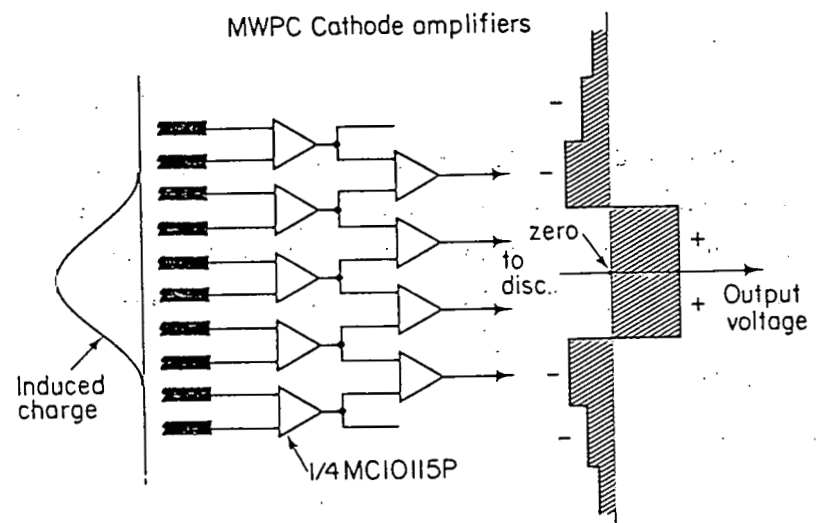 MWPC Cathode amplifiers
-
-
zero
+
to
disc.
+
Output
voltage
Induced
charge
-
-
1/4 MC10115P